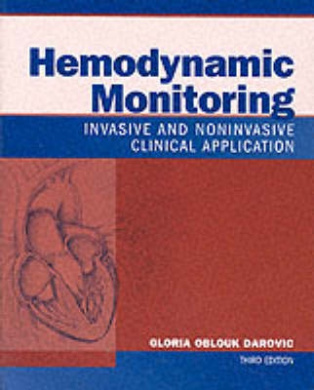 Hemodynamic
Monitoring
INVASIVE AND NONINVASIVE
CLINICAL APPLICATION
GLORIA OBLOUK DAROVIC
THIRD EDITION